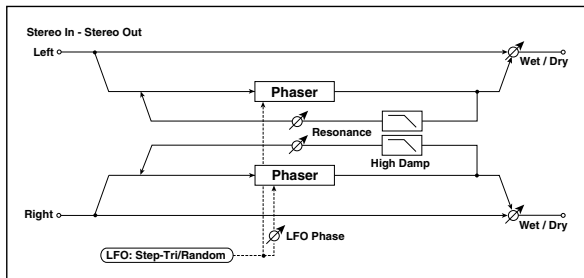 Stereo In - Stereo Out
Left
Wet / Dry
Phaser
Resonance
High Damp
Phaser
Right
Wet / Dry
LFO Phase
LFO: Step-Tri/Random